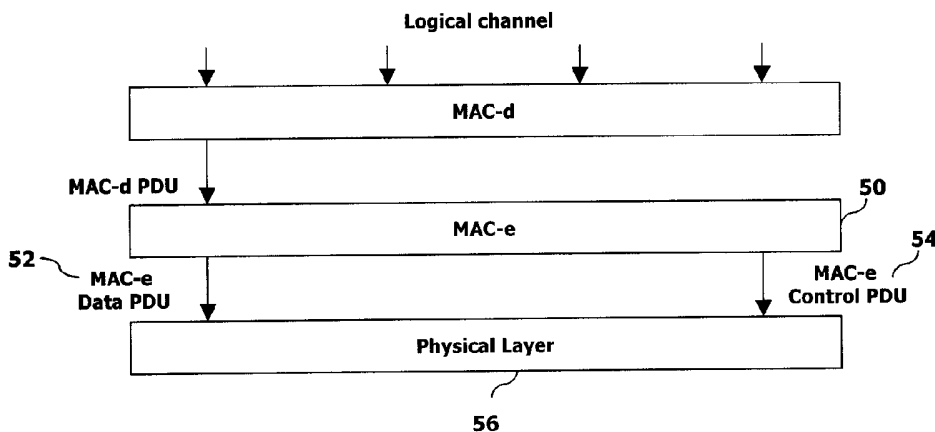 Logical channel
MAC-d
MAC-d PDU
50
MAC-e
52
MAC-e
Data PDU
54
MAC-e
Control PDU
Physical Layer
56